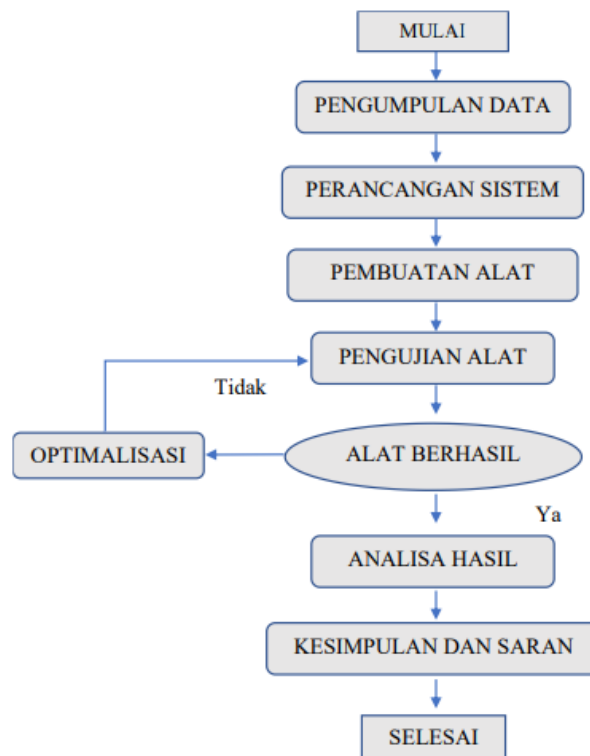 MULAI
PENGUMPULAN DATA
PERANCANGAN SISTEM
PEMBUATAN ALAT
PENGUJIAN ALAT
Tidak
OPTIMALISASI
ALAT BERHASIL
Ya
ANALISA HASIL
KESIMPULAN DAN SARAN
SELESAI